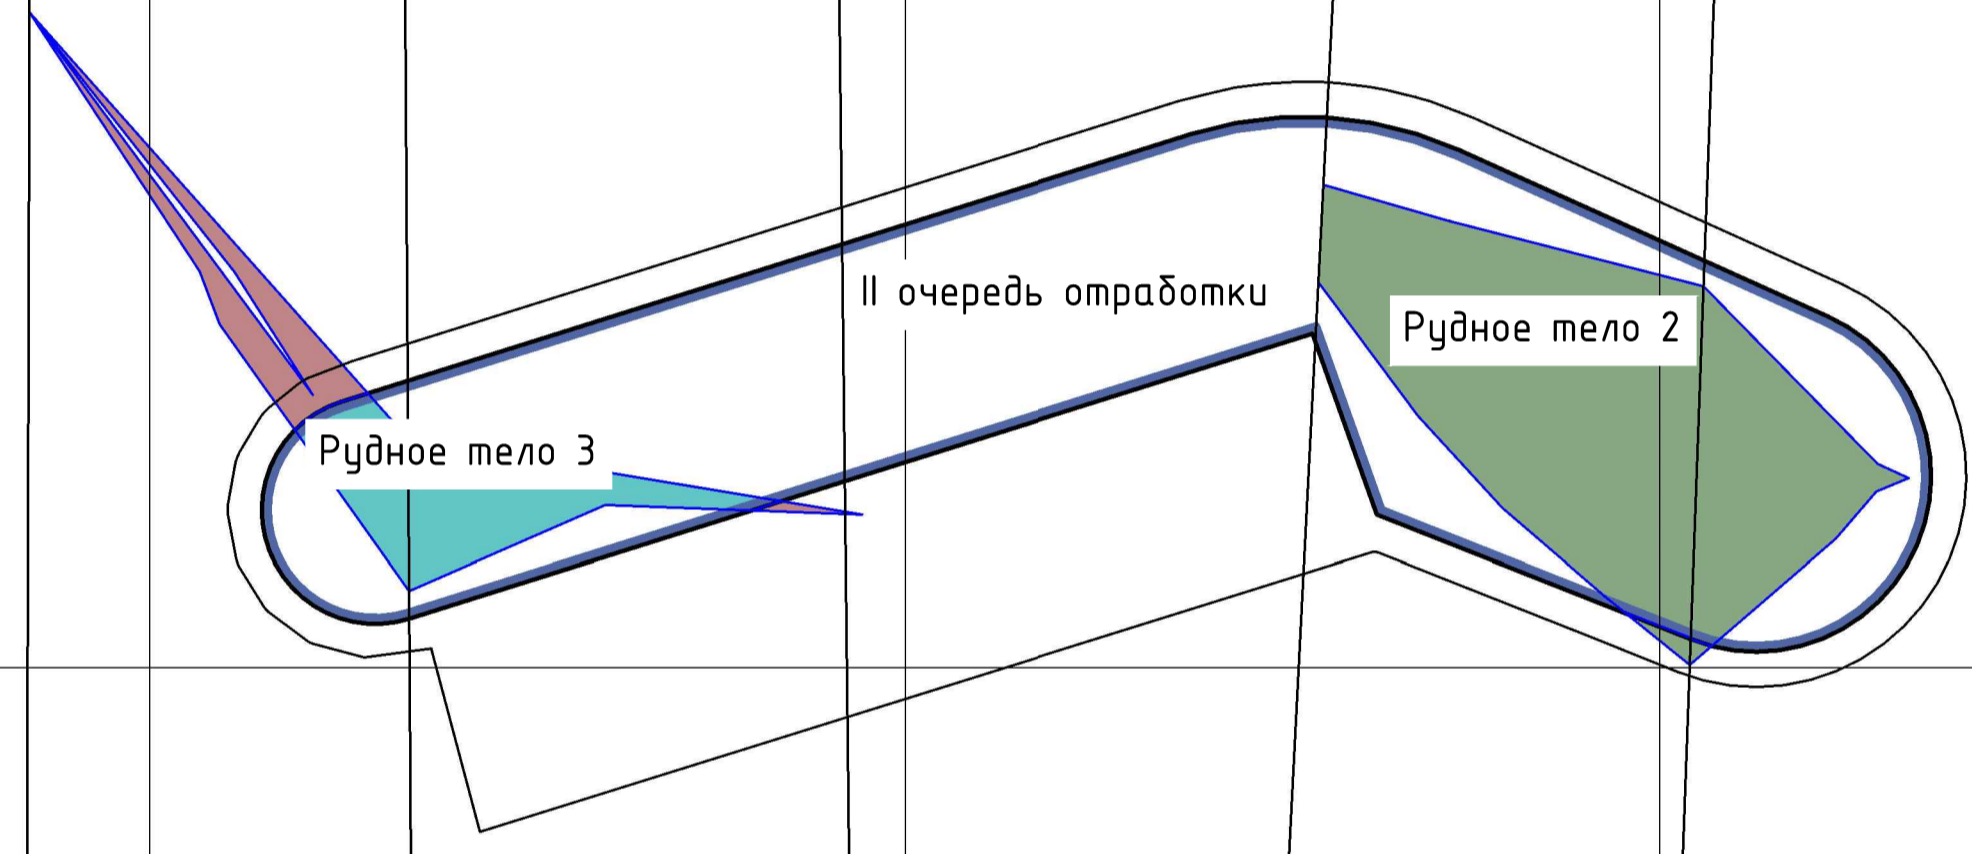 II очередь отработки
Рудное тело 2
Рудное тело 3